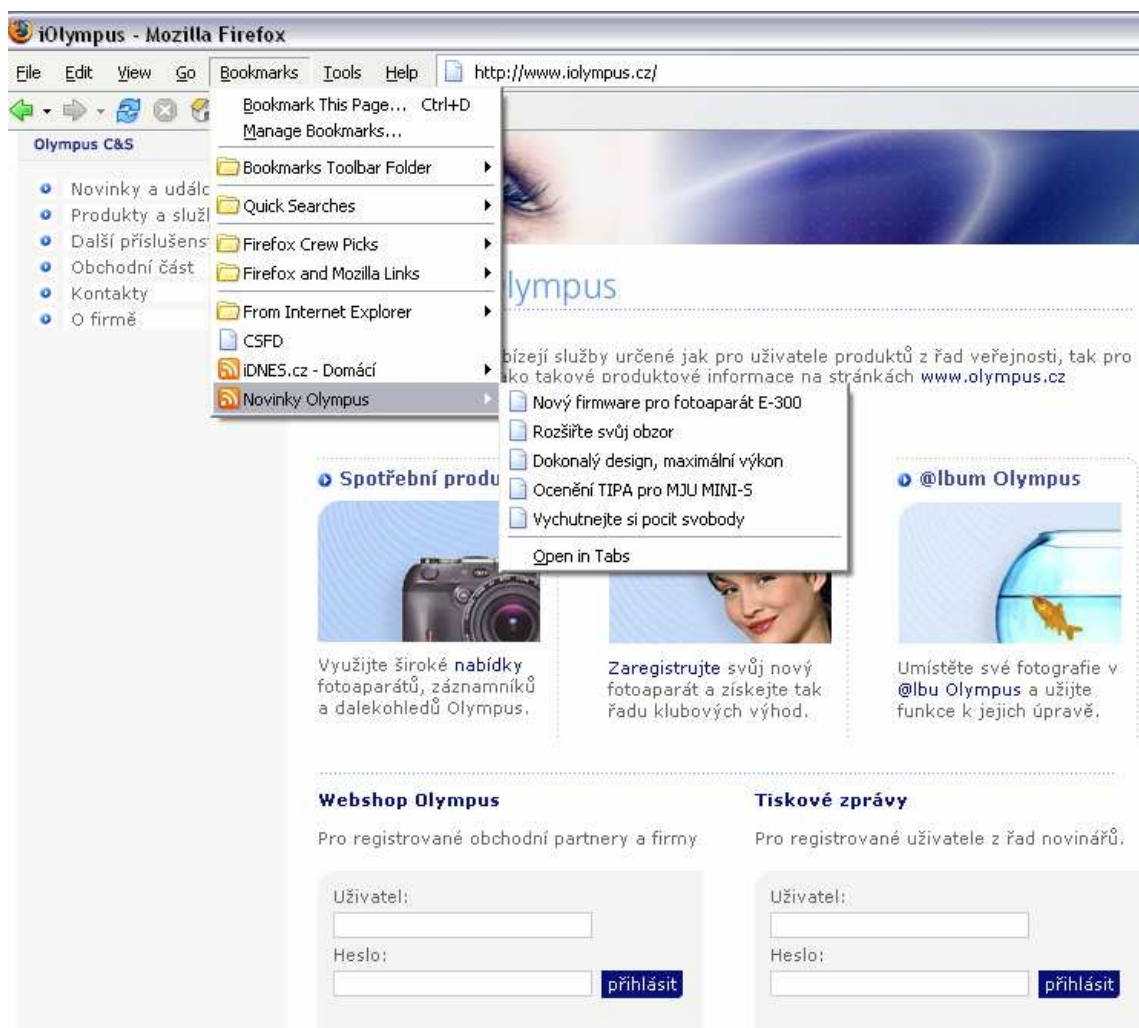 iOlympus - Mozilla Firefox
File Edit View Go Bookmarks Tools Help http://www.iolympus.cz/
Bookmark This Page... Ctrl+D
Manage Bookmarks...
Bookmarks Toolbar Folder
Quick Searches
Firefox Crew Picks
Firefox and Mozilla Links
From Internet Explorer
CSFD
iDNES.cz - Domácí
Novinky Olympus
Nový firmware pro fotoaparát E-300
Rozšiřte svůj obzor
Dokonalý design, maximální výkon
Ocenění TIPA pro MJU MINI-S
Vychutnejte si pocit svobody
Open in Tabs
Olympus C&S
Novinky a
Produkty a
Další
Obchodní část
Kontakty
O firmě
lympus
bízejí služby určené jak pro uživatele produktů z řad veřejnosti, tak pro
ko takové produktové informace na stránkách www.olympus.cz
Spotřební
Využijte široké nabídky
fotoaparátů, záznamníků
a dalekohledů Olympus.
Zaregistrujte svůj nový
fotoaparát a získejte tak
řadu klubových výhod.
@lbum Olympus
Umístěte své fotografie v
@lbu Olympus a užijte
funkce k jejich úpravě.
Webshop Olympus
Pro registrované obchodní partnery a firmy
Uživatel:
Heslo:
přihlásit
Tiskové zprávy
Pro registrované uživatele z řad novinářů.
Uživatel:
Heslo:
přihlásit